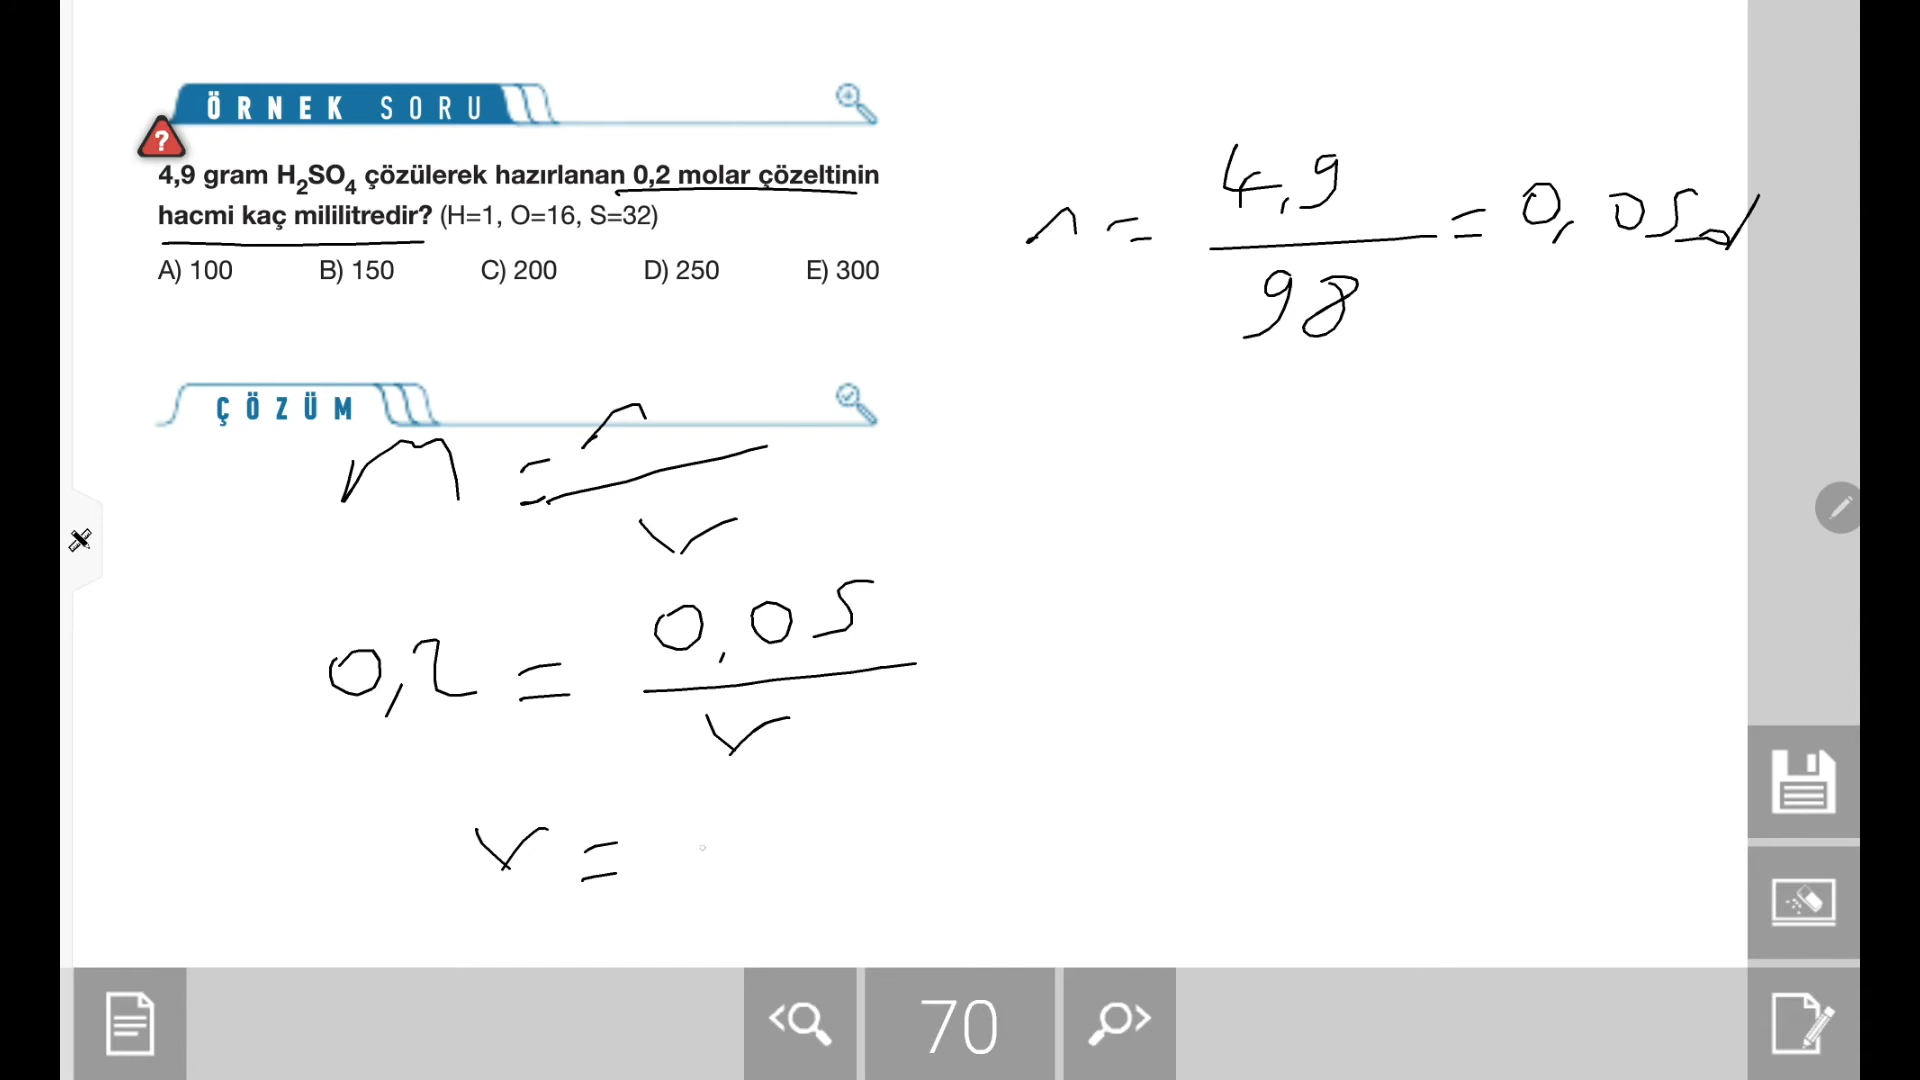 ÖRNEK SORU
?
4,9 gram H₂SO₄ çözülerek hazırlanan 0,2 molar çözeltinin
hacmi kaç mililitredir? (H=1, O=16, S=32)
A) 100 B) 150 C) 200 D) 250 E) 300
n = 4,9 / 98 = 0,05
ÇÖZÜM
m = n / v
0,2 = 0,05 / v
v =
70